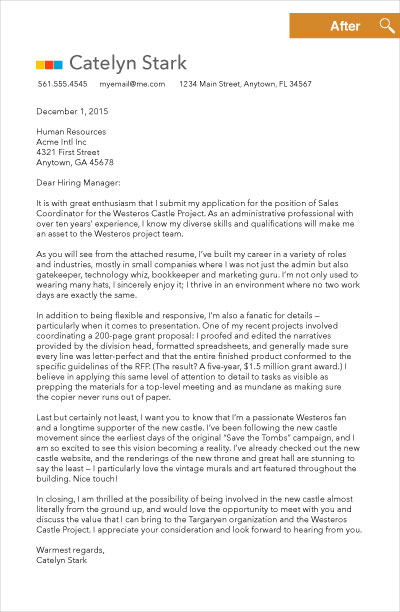 After
Catelyn Stark
561.555.4545 myemail@me.com 1234 Main Street, Anytown, FL 34567
December 1, 2015
Human Resources
Acme Intl Inc
4321 First Street
Anytown, GA 45678
Dear Hiring Manager:
It is with great enthusiasm that I submit my application for the position of Sales
Coordinator for the Westeros Castle Project. As an administrative professional with
over ten years' experience, I know my diverse skills and qualifications will make me
an asset to the Westeros project team.
As you will see from the attached resume, I've built my career in a variety of roles
and industries, mostly in small companies where I was not just the admin but also
gatekeeper, technology whiz, bookkeeper and marketing guru. I'm not only used to
wearing many hats, I sincerely enjoy it; I thrive in an environment where no two work
days are exactly the same.
In addition to being flexible and responsive, I'm also a fanatic for details –
particularly when it comes to presentation. One of my recent projects involved
coordinating a 200-page grant proposal: I proofed and edited the narratives
provided by the division head, formatted spreadsheets, and generally made sure
every line was letter-perfect and that the entire finished product conformed to the
specific guidelines of the RFP. (The result? A five-year, $1.5 million grant award.) I
believe in applying this same level of attention to detail to tasks as visible as
prepping the materials for a top-level meeting and as mundane as making sure
the copier never runs out of paper.
Last but certainly not least, I want you to know that I'm a passionate Westeros fan
and a longtime supporter of the new castle. I've been following the new castle
movement since the earliest days of the original "Save the Tombs" campaign, and I
am so excited to see this vision becoming a reality. I've already checked out the new
castle website, and the renderings of the new throne and great hall are stunning to
say the least – I particularly love the vintage murals and art featured throughout the
building. Nice touch!
In closing, I am thrilled at the possibility of being involved in the new castle almost
literally from the ground up, and would love the opportunity to meet with you and
discuss the value that I can bring to the Targaryen organization and the Westeros
Castle Project. I appreciate your consideration and look forward to hearing from you.
Warmest regards,
Catelyn Stark